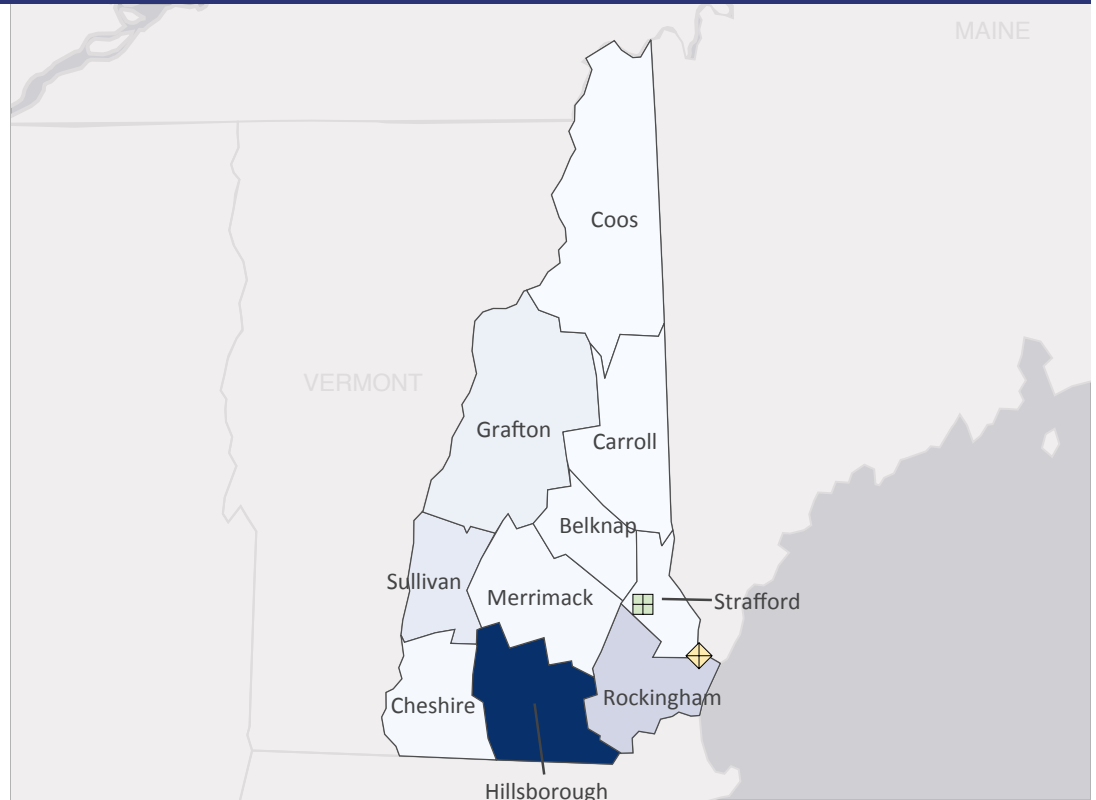 MAINE
Coos
VERMONT
Grafton
Carroll
Belknap
Sullivan
Merrimack
Strafford
Cheshire
Rockingham
Hillsborough